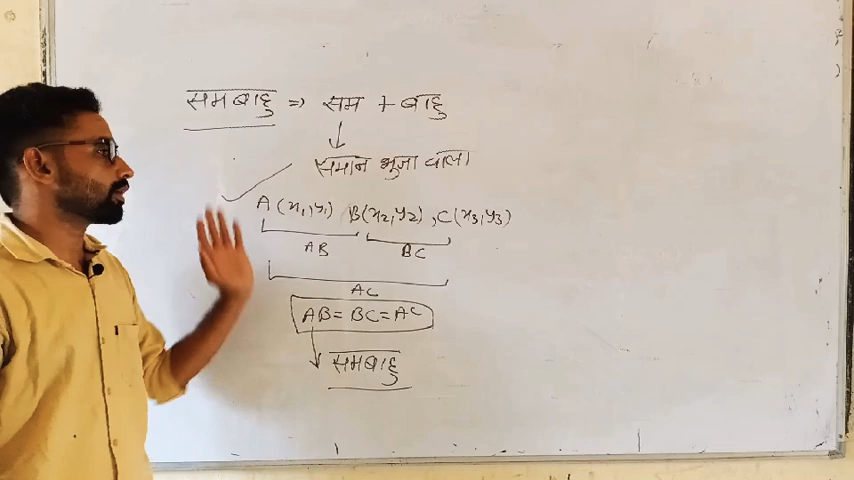 समबाहु => सम + बाहु
समान भुजा वाला
A(x1,y1) B(x2,y2), C(x3,y3)
AB BC
AC
AB=BC=AC
समबाहु